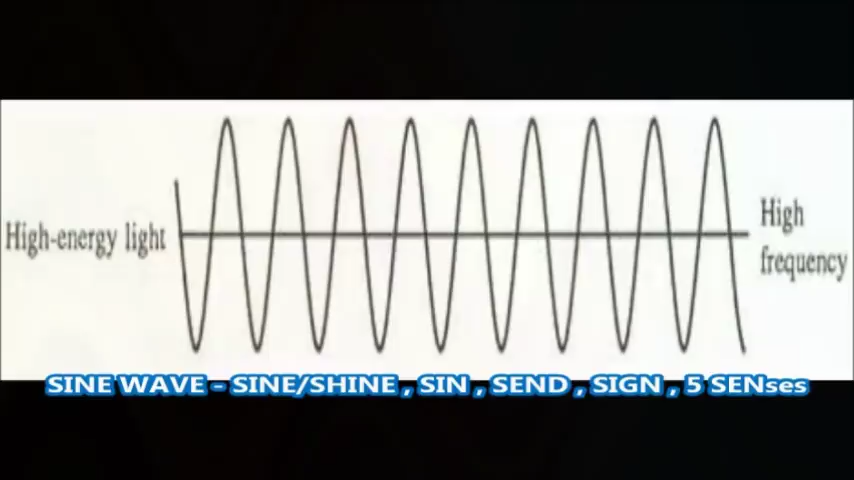 High-energy light
High
frequency
SINE WAVE - SINE/SHINE , SIN , SEND , SIGN , 5 SENses